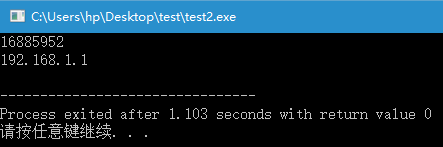 C:\Users\hp\Desktop\test\test2.exe
16885952
192.168.1.1
--------------------------------
Process exited after 1.103 seconds with return value 0
请按任意键继续. . .